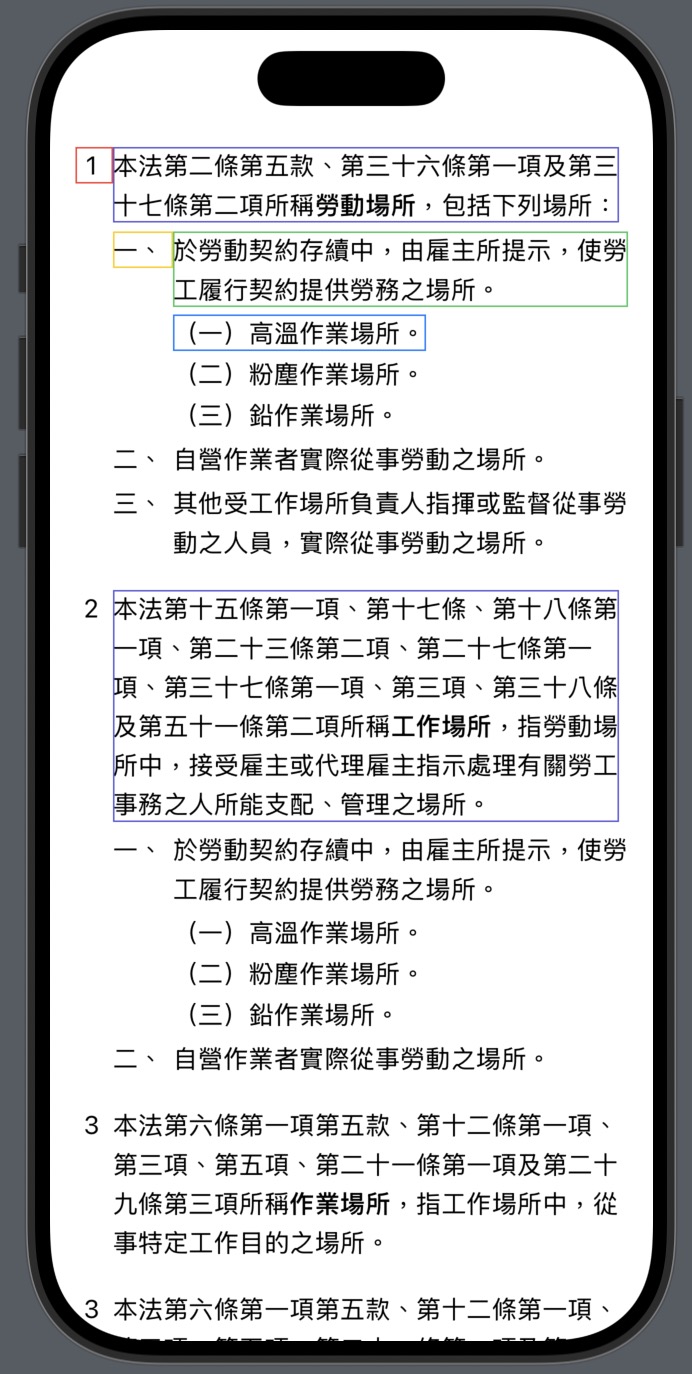 1 本法第二條第五款、第三十六條第一項及第三
十七條第二項所稱勞動場所，包括下列場所：
一、 於勞動契約存續中，由雇主所提示，使勞
工履行契約提供勞務之場所。
（一）高溫作業場所。
（二）粉塵作業場所。
（三）鉛作業場所。
二、 自營作業者實際從事勞動之場所。
三、 其他受工作場所負責人指揮或監督從事勞
動之人員，實際從事勞動之場所。
2 本法第十五條第一項、第十七條、第十八條第
一項、第二十三條第二項、第二十七條第一
項、第三十七條第一項、第三項、第三十八條
及第五十一條第二項所稱工作場所，指勞動場
所中，接受雇主或代理雇主指示處理有關勞工
事務之人所能支配、管理之場所。
一、 於勞動契約存續中，由雇主所提示，使勞
工履行契約提供勞務之場所。
（一）高溫作業場所。
（二）粉塵作業場所。
（三）鉛作業場所。
二、 自營作業者實際從事勞動之場所。
3 本法第六條第一項第五款、第十二條第一項、
第三項、第五項、第二十一條第一項及第二十
九條第三項所稱作業場所，指工作場所中，從
事特定工作目的之場所。
3 本法第六條第一項第五款、第十二條第一項、